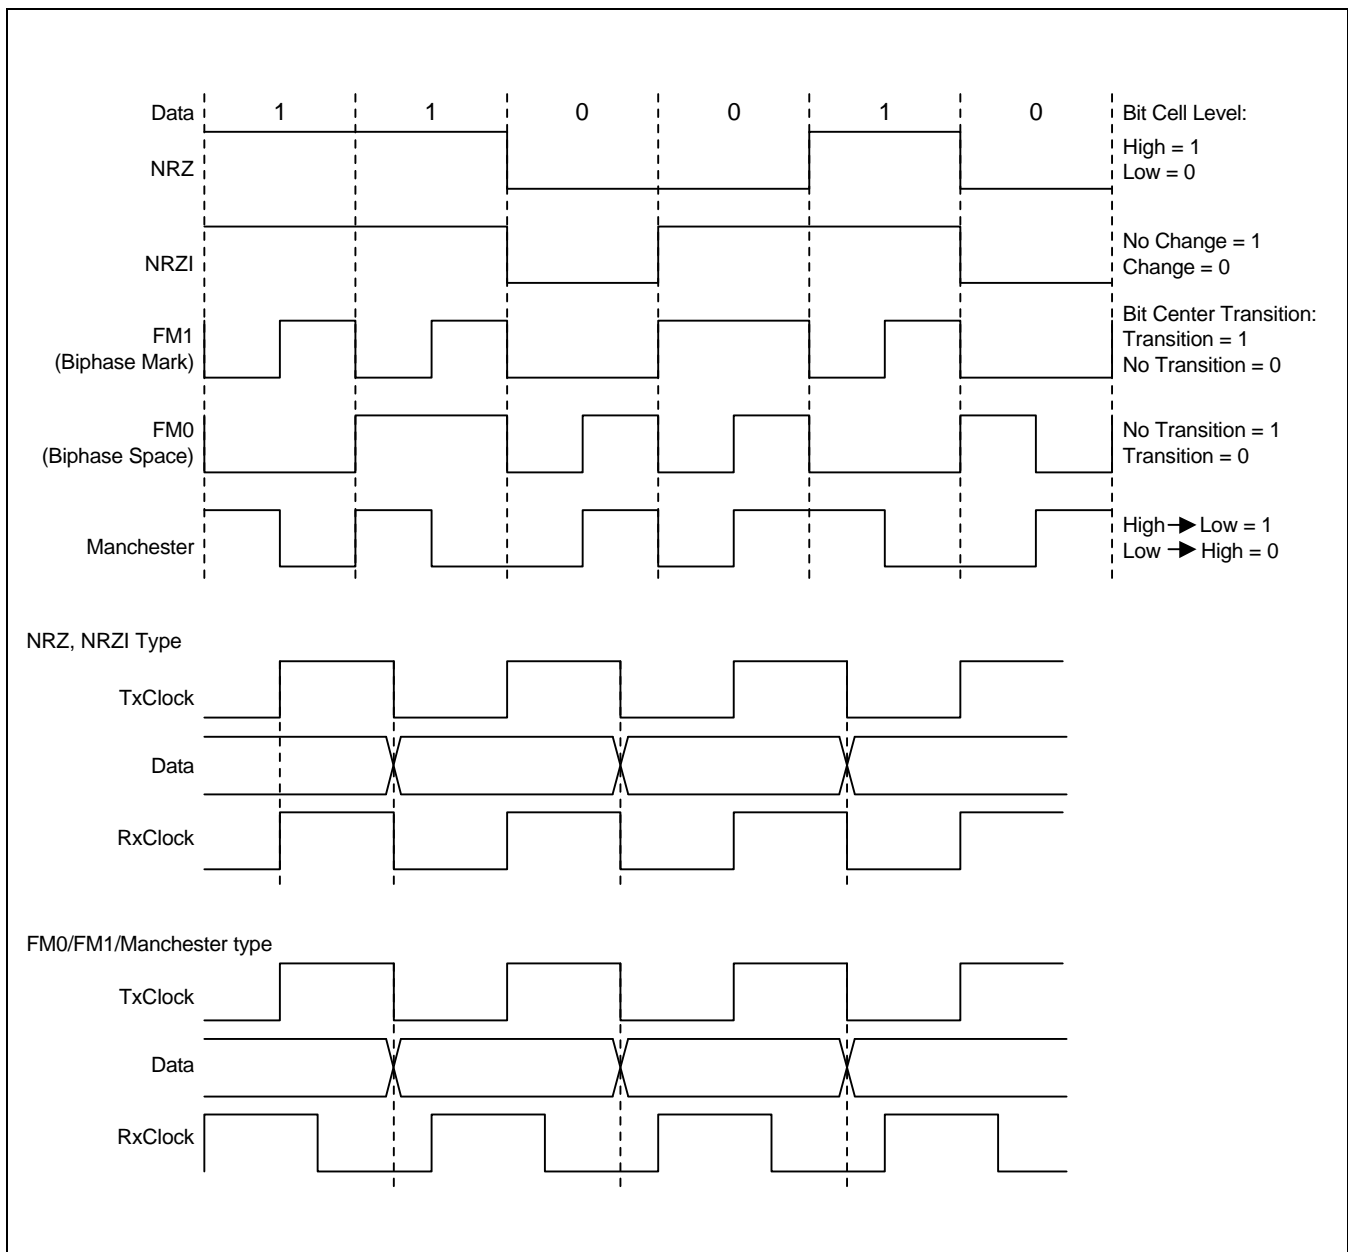 Data 1 1 0 0 1 0 Bit Cell Level:
High = 1
NRZ Low = 0
No Change = 1
NRZI Change = 0
Bit Center Transition:
FM1 Transition = 1
(Biphase Mark) No Transition = 0
FM0 No Transition = 1
(Biphase Space) Transition = 0
High → Low = 1
Manchester Low → High = 0
NRZ, NRZI Type
TxClock
Data
RxClock
FM0/FM1/Manchester type
TxClock
Data
RxClock